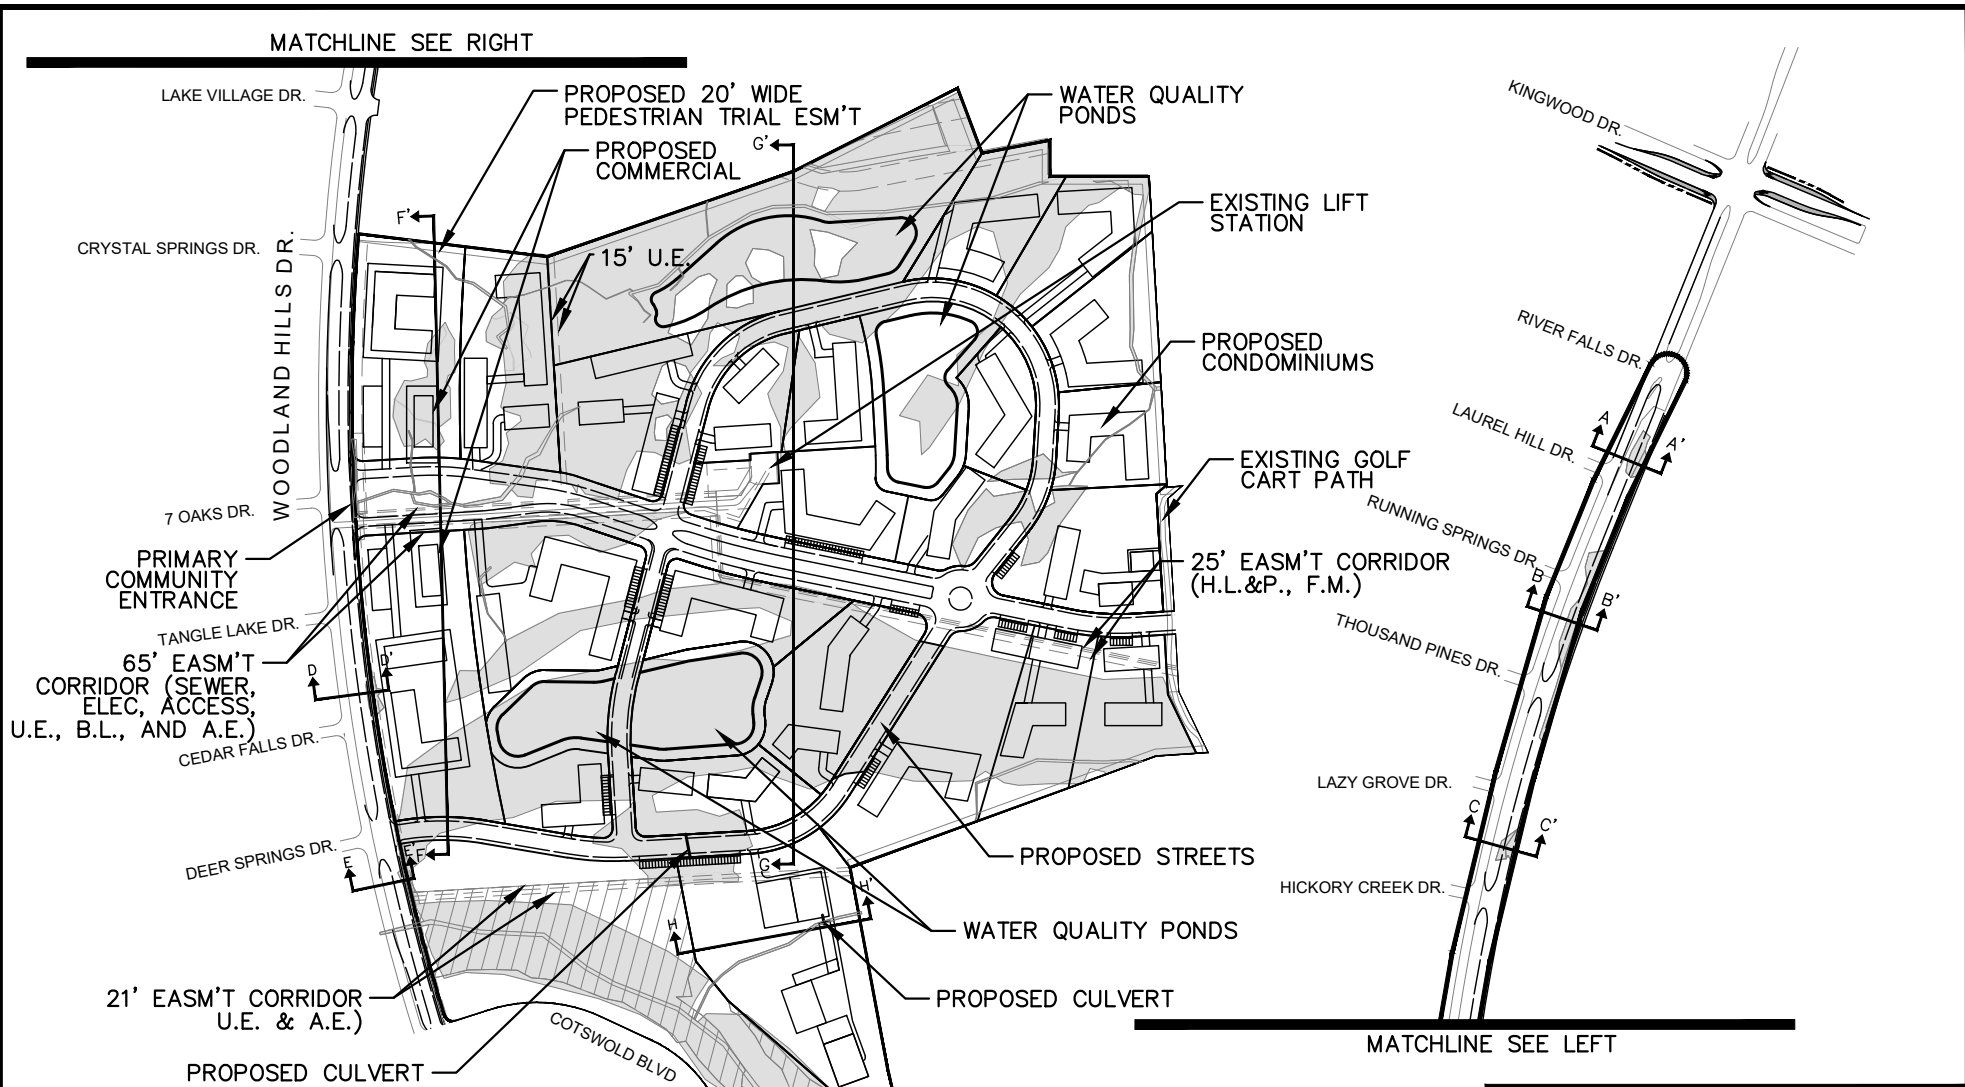 MATCHLINE SEE RIGHT
LAKE VILLAGE DR.
PROPOSED 20' WIDE
PEDESTRIAN TRIAL ESM'T
PROPOSED
COMMERCIAL
G'
WATER QUALITY
PONDS
EXISTING LIFT
STATION
F'
CRYSTAL SPRINGS DR.
WOODLAND HILLS DR.
15' U.E.
PROPOSED
CONDOMINIUMS
EXISTING GOLF
CART PATH
7 OAKS DR.
PRIMARY
COMMUNITY
ENTRANCE
25' EASM'T CORRIDOR
(H.L.&P., F.M.)
TANGLE LAKE DR.
65' EASM'T
CORRIDOR (SEWER,
ELEC, ACCESS,
U.E., B.L., AND A.E.)
D
D'
CEDAR FALLS DR.
DEER SPRINGS DR.
E
E'
F
G
H
H'
PROPOSED STREETS
WATER QUALITY PONDS
21' EASM'T CORRIDOR
U.E. & A.E.)
PROPOSED CULVERT
COTSWOLD BLVD
PROPOSED CULVERT
KINGWOOD DR.
RIVER FALLS DR.
LAUREL HILL DR.
A
A'
RUNNING SPRINGS DR.
B
B'
THOUSAND PINES DR.
LAZY GROVE DR.
C
C'
HICKORY CREEK DR.
MATCHLINE SEE LEFT